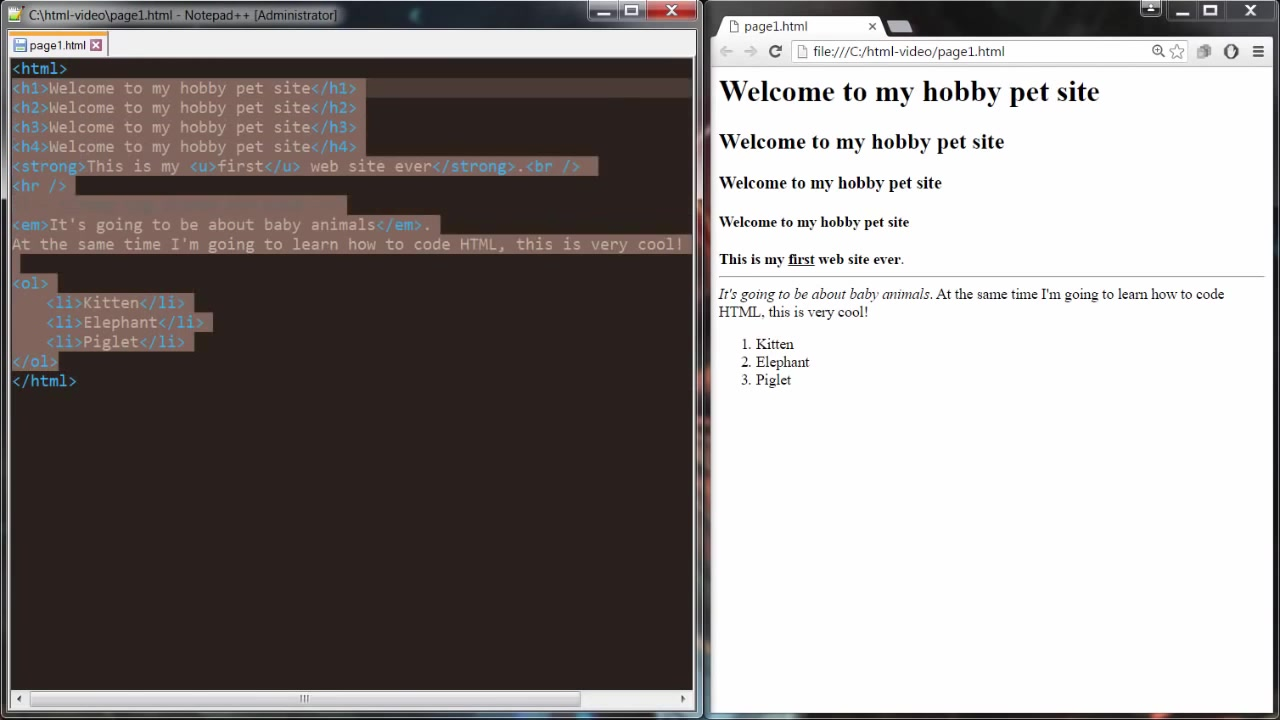 C:\html-video\page1.html - Notepad++ [Administrator]
page1.html
<html>
<h1>Welcome to my hobby pet site</h1>
<h2>Welcome to my hobby pet site</h2>
<h3>Welcome to my hobby pet site</h3>
<h4>Welcome to my hobby pet site</h4>
<strong>This is my <u>first</u> web site ever</strong>.<br />
<hr />
<em>It's going to be about baby animals</em>.
At the same time I'm going to learn how to code HTML, this is very cool!
<ol>
<li>Kitten</li>
<li>Elephant</li>
<li>Piglet</li>
</ol>
</html>
page1.html
file:///C:/html-video/page1.html
Welcome to my hobby pet site
Welcome to my hobby pet site
Welcome to my hobby pet site
Welcome to my hobby pet site
This is my first web site ever.
It's going to be about baby animals. At the same time I'm going to learn how to code
HTML, this is very cool!
1. Kitten
2. Elephant
3. Piglet